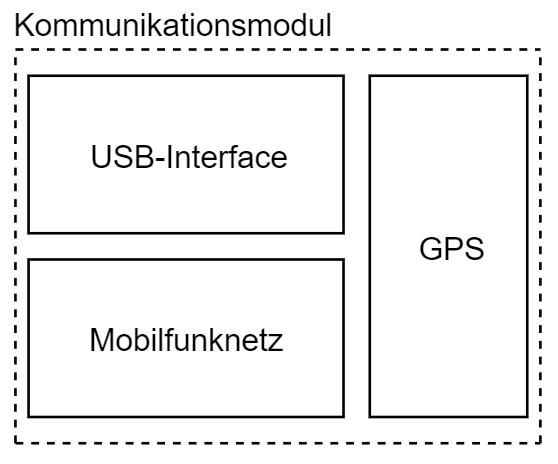 Kommunikationsmodul
USB-Interface
GPS
Mobilfunknetz